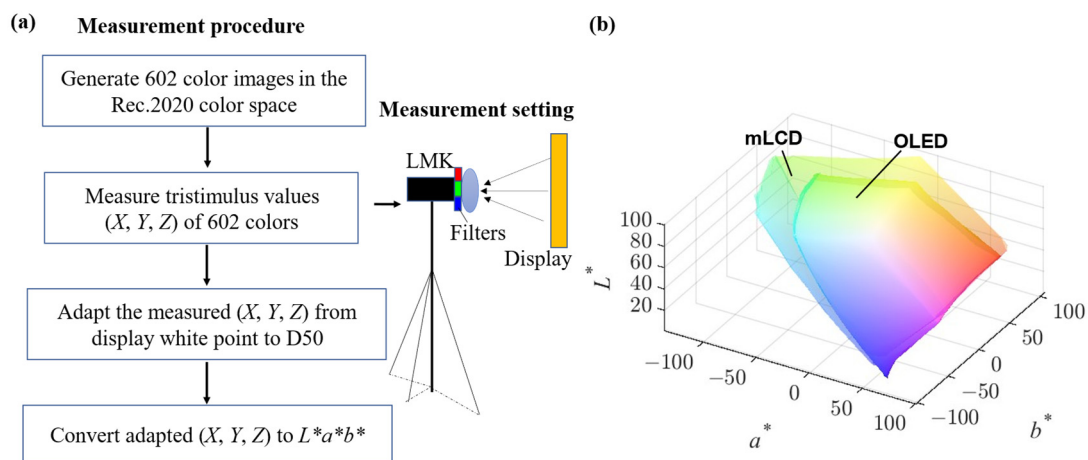 (a)
Measurement procedure
Generate 602 color images in the
Rec.2020 color space
Measure tristimulus values
(X, Y, Z) of 602 colors
Adapt the measured (X, Y, Z) from
display white point to D50
Convert adapted (X, Y, Z) to L*a*b*
Measurement setting
LMK
Filters
Display
(b)
mLCD
OLED
100
80
60
40
20
L*
−100
−50
0
50
100
a*
100
50
0
−50
−100
b*